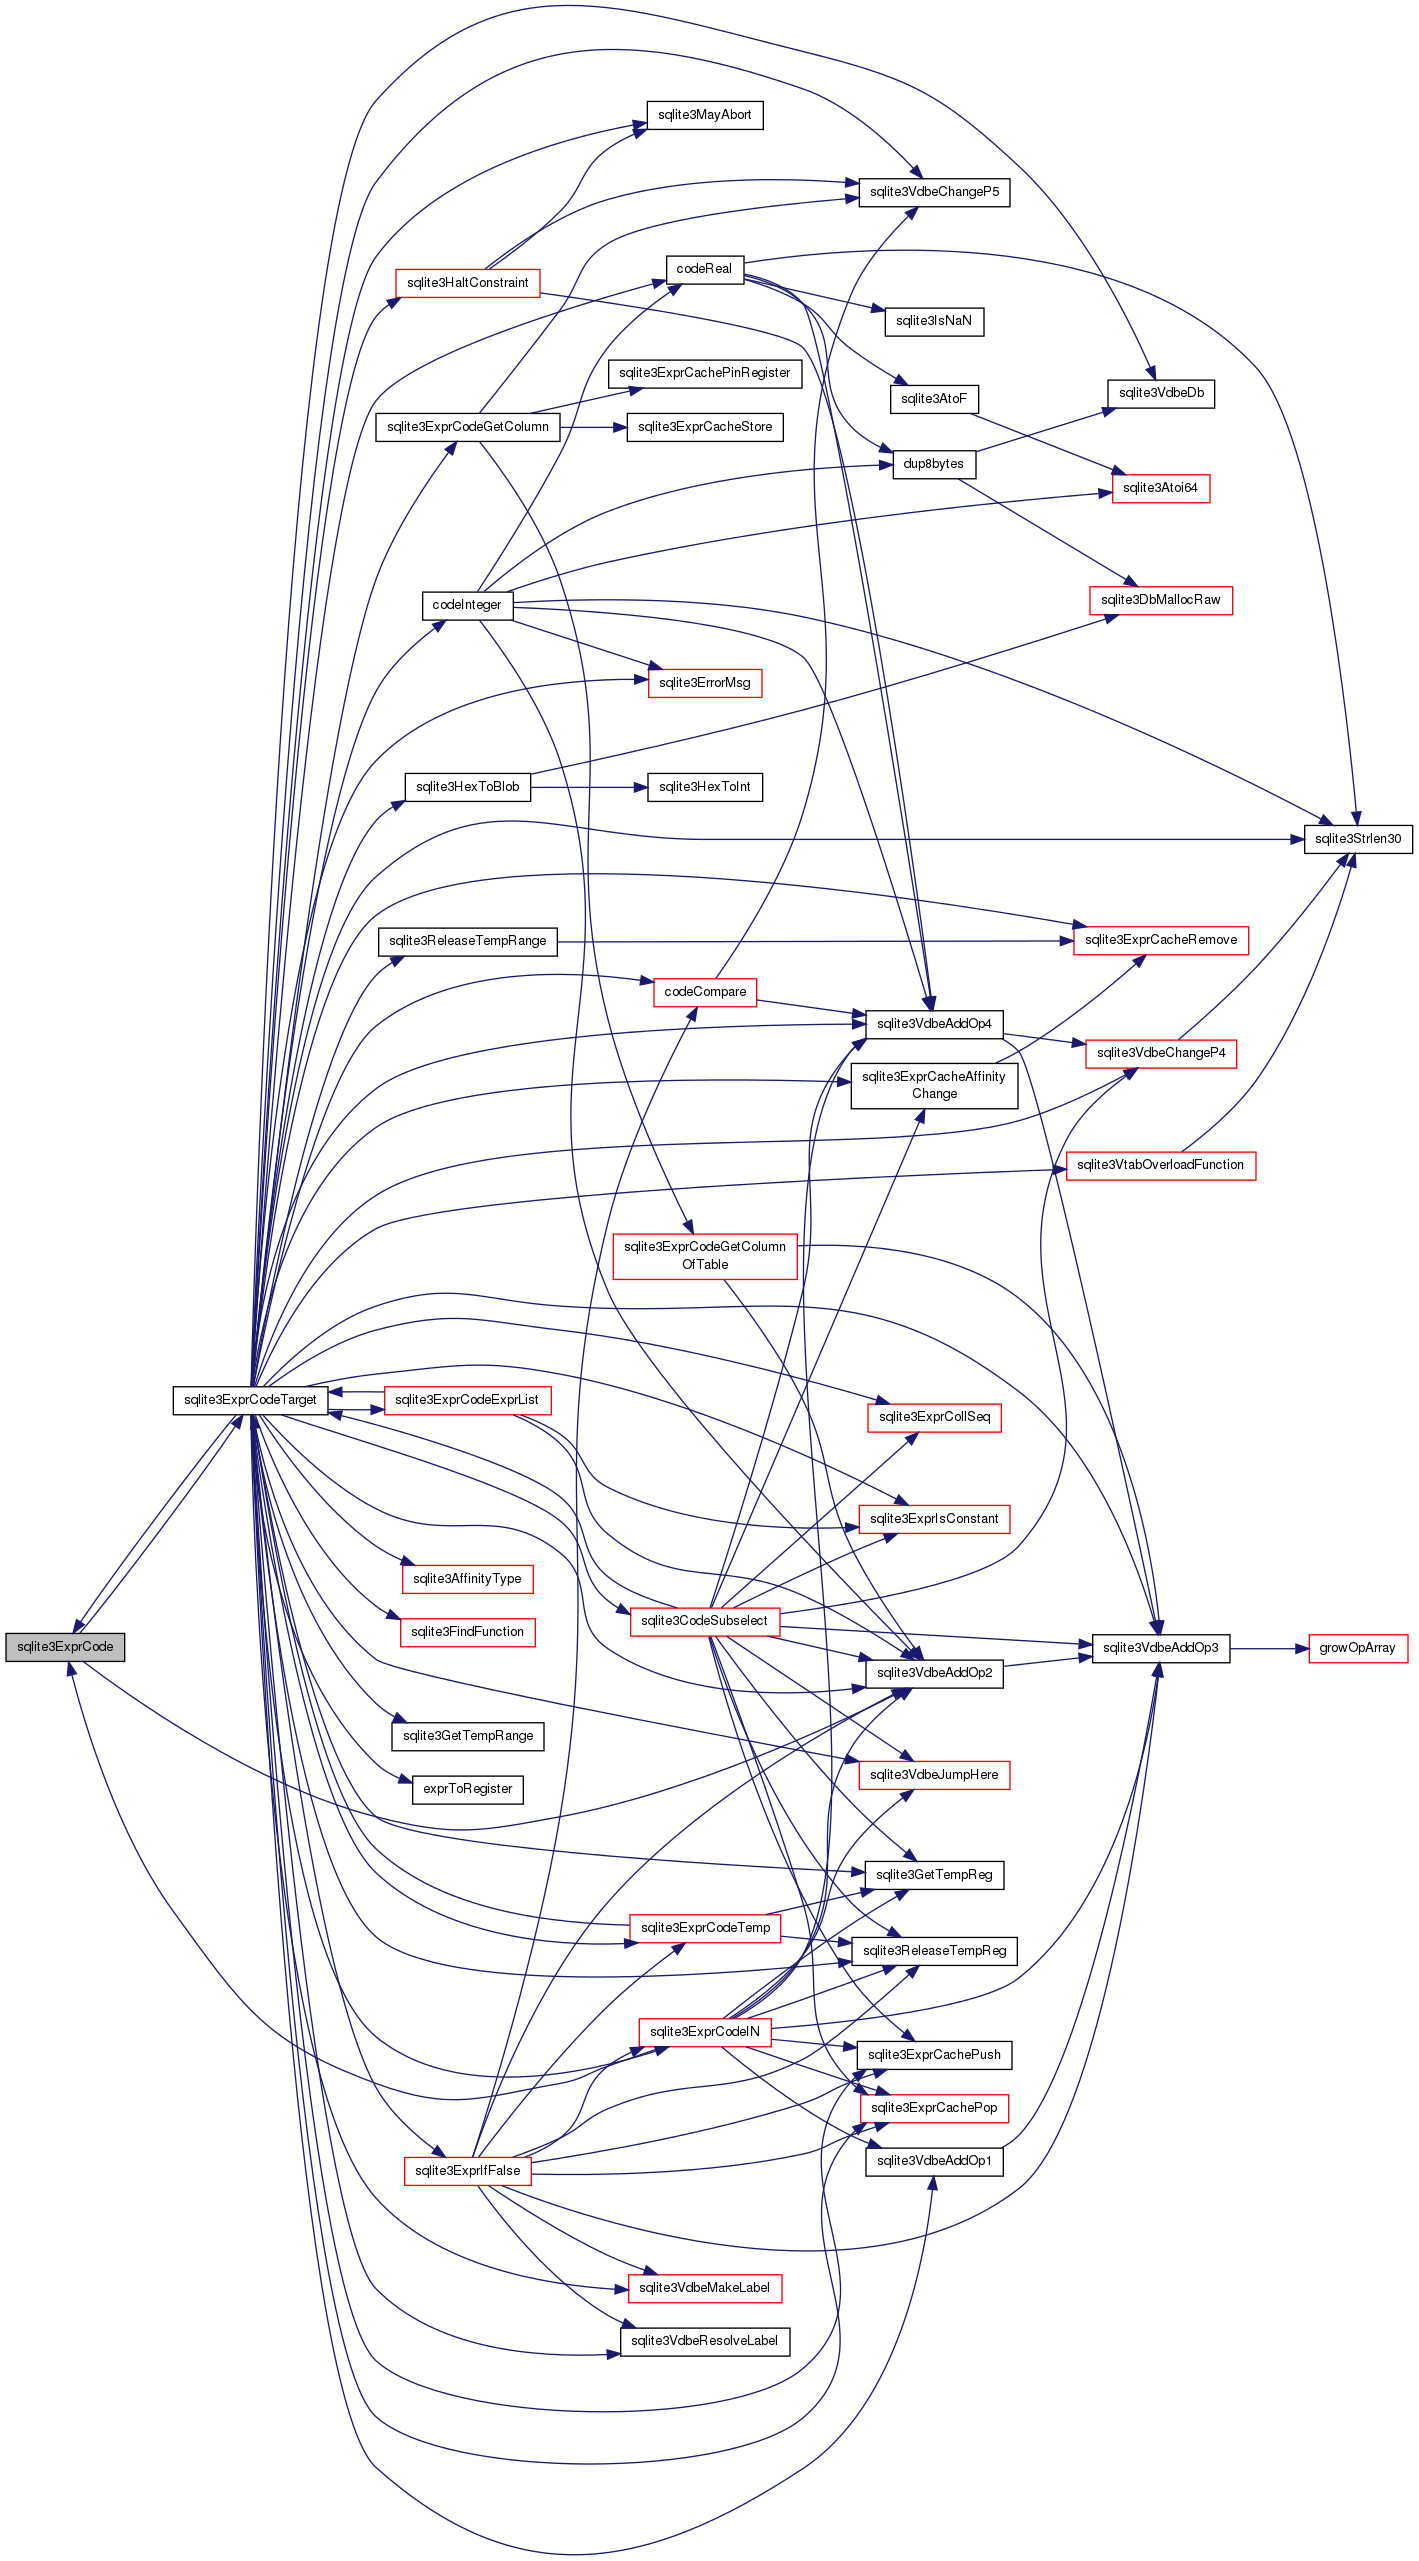 sqlite3MayAbort
sqlite3VdbeChangeP5
codeReal
sqlite3HaltConstraint
sqlite3IsNaN
sqlite3ExprCachePinRegister
sqlite3VdbeDb
sqlite3AtoF
sqlite3ExprCodeGetColumn
sqlite3ExprCacheStore
dup8bytes
sqlite3Atoi64
sqlite3DbMallocRaw
codeInteger
sqlite3ErrorMsg
sqlite3HexToBlob
sqlite3HexToInt
sqlite3Strlen30
sqlite3ReleaseTempRange
sqlite3ExprCacheRemove
codeCompare
sqlite3VdbeAddOp4
sqlite3VdbeChangeP4
sqlite3ExprCacheAffinity
Change
sqlite3VtabOverloadFunction
sqlite3ExprCodeGetColumn
OfTable
sqlite3ExprCodeTarget
sqlite3ExprCodeExprList
sqlite3ExprCollSeq
sqlite3ExprIsConstant
sqlite3AffinityType
sqlite3CodeSubselect
sqlite3FindFunction
sqlite3ExprCode
sqlite3VdbeAddOp3
growOpArray
sqlite3VdbeAddOp2
sqlite3GetTempRange
sqlite3VdbeJumpHere
exprToRegister
sqlite3GetTempReg
sqlite3ExprCodeTemp
sqlite3ReleaseTempReg
sqlite3ExprCodeIN
sqlite3ExprCachePush
sqlite3ExprCachePop
sqlite3VdbeAddOp1
sqlite3ExprIfFalse
sqlite3VdbeMakeLabel
sqlite3VdbeResolveLabel